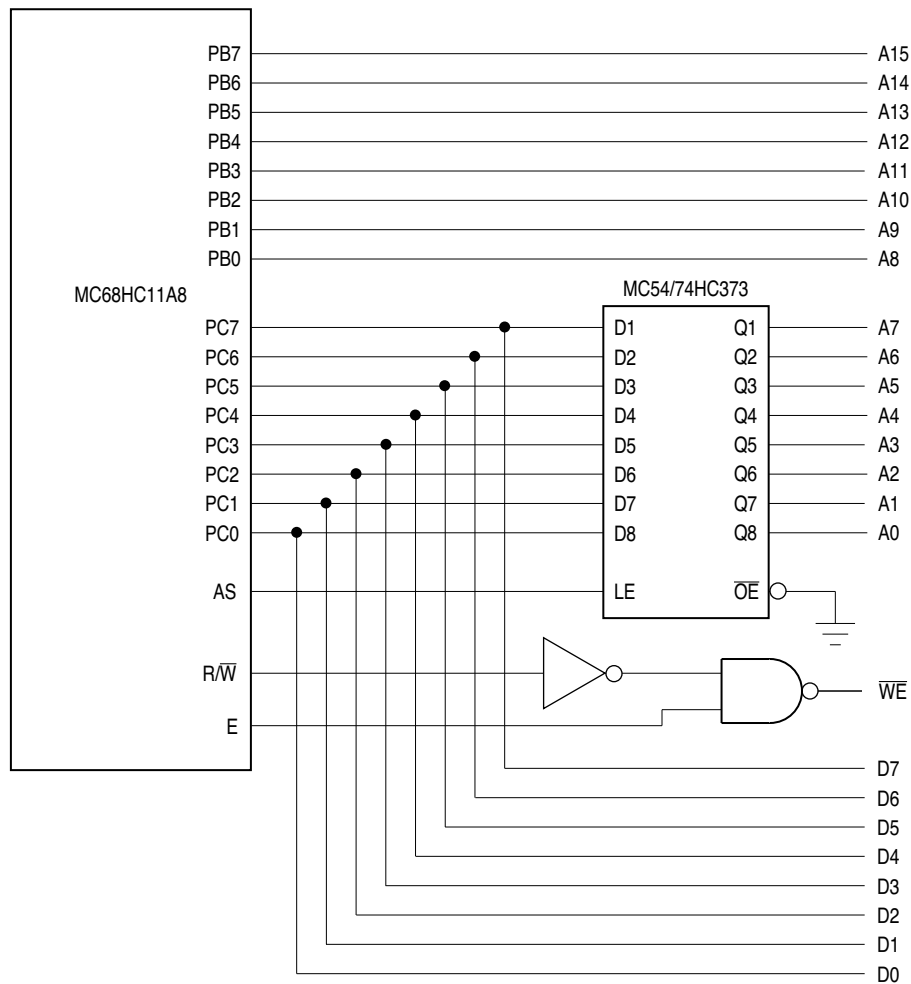 PB7 A15
PB6 A14
PB5 A13
PB4 A12
PB3 A11
PB2 A10
PB1 A9
PB0 A8
MC68HC11A8 MC54/74HC373
PC7 D1 Q1 A7
PC6 D2 Q2 A6
PC5 D3 Q3 A5
PC4 D4 Q4 A4
PC3 D5 Q5 A3
PC2 D6 Q6 A2
PC1 D7 Q7 A1
PC0 D8 Q8 A0
AS LE O̅E̅
R/W̅ W̅E̅
E
D7
D6
D5
D4
D3
D2
D1
D0